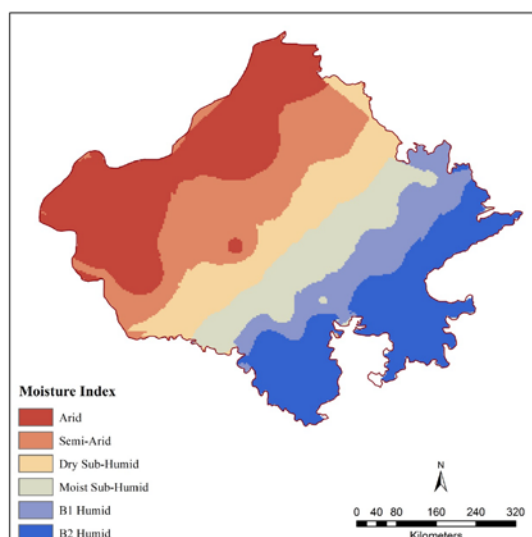 Moisture Index
Arid
Semi-Arid
Dry Sub-Humid
Moist Sub-Humid
B1 Humid
B2 Humid
N
0 40 80 160 240 320
Kilometers